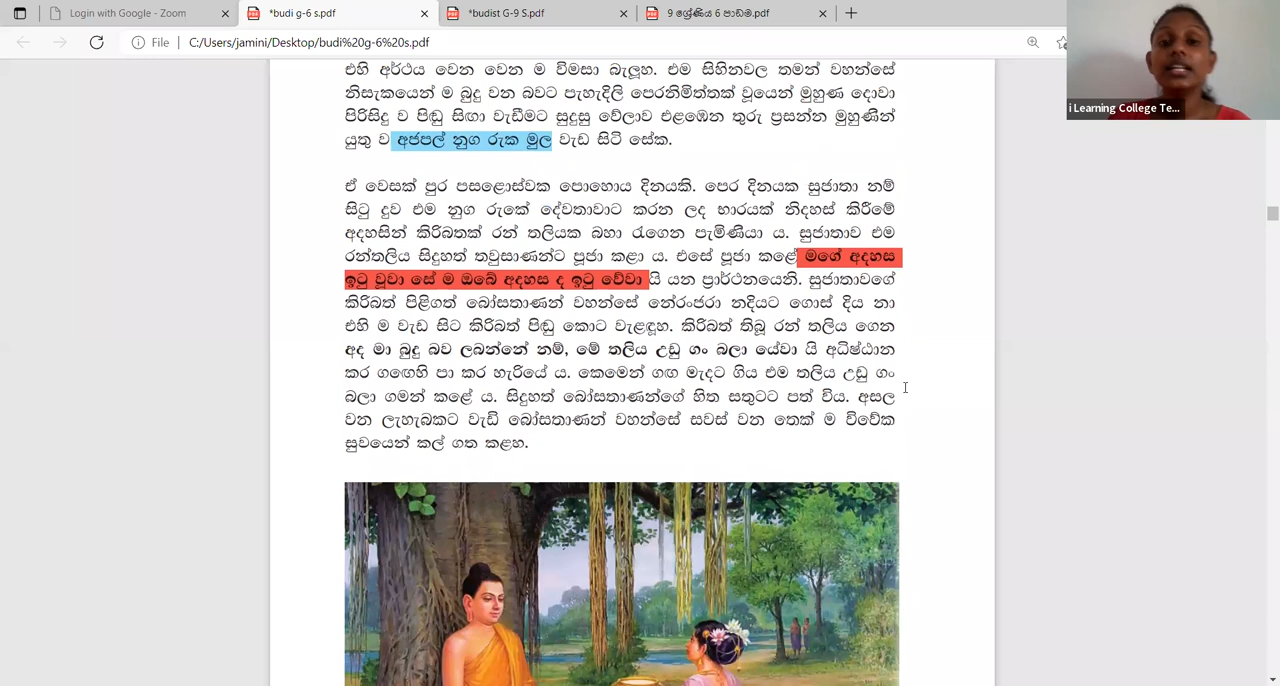 Login with Google - Zoom
*budi g-6 s.pdf
*budist G-9 S.pdf
9 ශ්‍රේණිය 6 පාඩම.pdf
File | C:/Users/jamini/Desktop/budi%20g-6%20s.pdf
i Learning College Te...
එහි අර්ථය වෙන වෙන ම විමසා බැලූහ. එම සිහිනවල තමන් වහන්සේ
නිසැකයෙන් ම බුදු වන බවට පැහැදිලි පෙරනිමිත්තක් වූයෙන් මුහුණ දොවා
පිරිසිදු ව පිඬු සිඟා වැඩීමට සුදුසු වේලාව එළඹෙන තුරු ප්‍රසන්න මුහුණින්
යුතු ව අජපල් නුග රුක මුල වැඩ සිටි සේක.
ඒ වෙසක් පුර පසළොස්වක පොහොය දිනයකි. පෙර දිනයක සුජාතා නම්
සිටු දුව එම නුග රුකේ දේවතාවාට කරන ලද භාරයක් නිදහස් කිරීමේ
අදහසින් කිරිබතක් රන් තලියක බහා රැගෙන පැමිණියා ය. සුජාතාව එම
රන්තලිය සිදුහත් තවුසාණන්ට පූජා කළා ය. එසේ පූජා කළේ මගේ අදහස
ඉටු වූවා සේ ම ඔබේ අදහස ද ඉටු වේවා යි යන ප්‍රාර්ථනයෙනි. සුජාතාවගේ
කිරිබත් පිළිගත් බෝසතාණන් වහන්සේ නේරංජරා නදියට ගොස් දිය නා
එහි ම වැඩ සිට කිරිබත් පිඬු කොට වැළඳූහ. කිරිබත් තිබූ රන් තලිය ගෙන
අද මා බුදු බව ලබන්නේ නම්, මේ තලිය උඩු ගං බලා යේවා යි අධිෂ්ඨාන
කර ගඟෙහි පා කර හැරියේ ය. කෙමෙන් ගඟ මැදට ගිය එම තලිය උඩු ගං
බලා ගමන් කළේ ය. සිදුහත් බෝසතාණන්ගේ හිත සතුටට පත් විය. අසල
වන ලැහැබකට වැඩි බෝසතාණන් වහන්සේ සවස් වන තෙක් ම විවේක
සුවයෙන් කල් ගත කළහ.